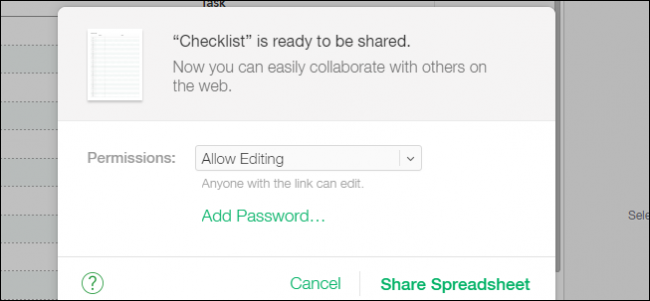 Task
“Checklist” is ready to be shared.
Now you can easily collaborate with others on
the web.
Permissions: Allow Editing
Anyone with the link can edit.
Add Password...
Sele
? Cancel Share Spreadsheet